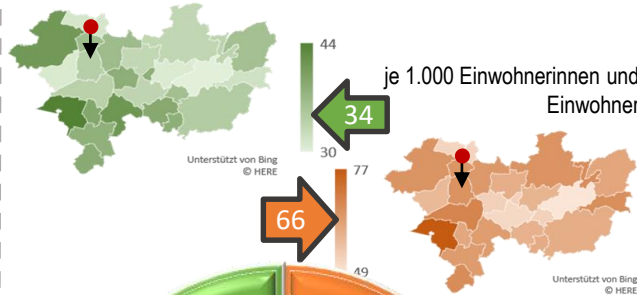 44
je 1.000 Einwohnerinnen und
Einwohner
34
30
Unterstützt von Bing
© HERE
77
66
49
Unterstützt von Bing
© HERE